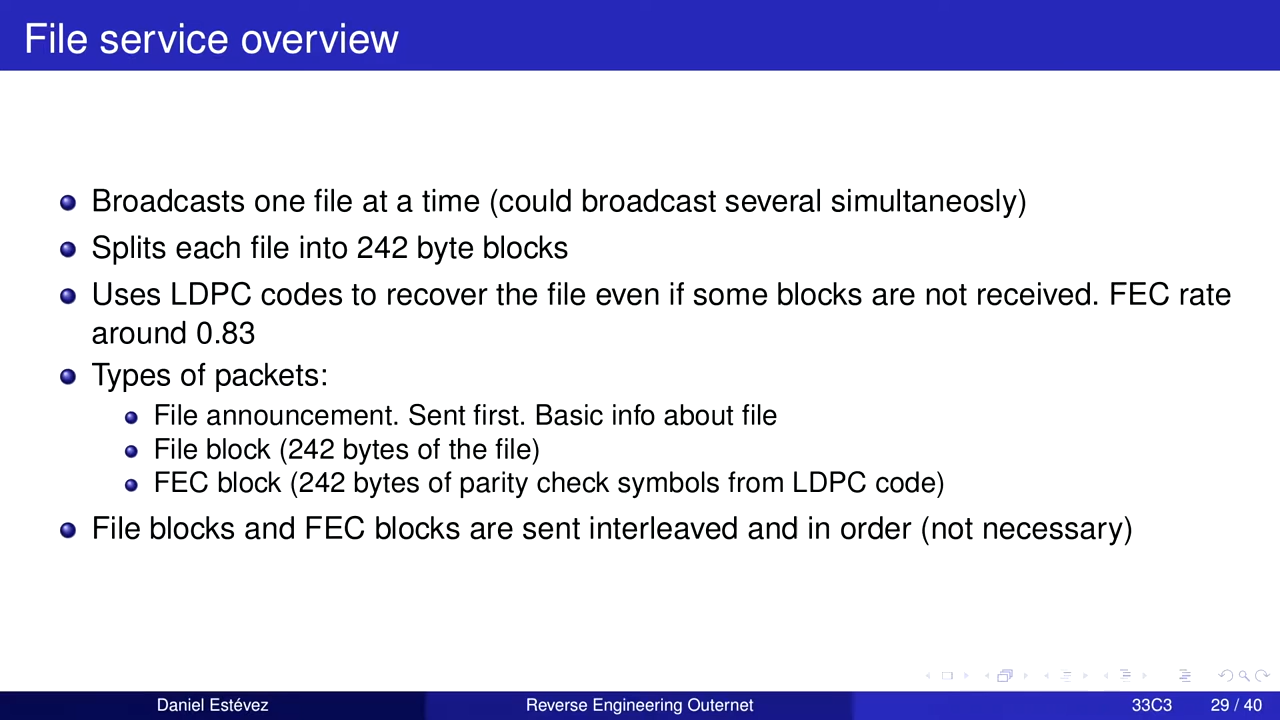 File service overview
Broadcasts one file at a time (could broadcast several simultaneosly)
Splits each file into 242 byte blocks
Uses LDPC codes to recover the file even if some blocks are not received. FEC rate
around 0.83
Types of packets:
File announcement. Sent first. Basic info about file
File block (242 bytes of the file)
FEC block (242 bytes of parity check symbols from LDPC code)
File blocks and FEC blocks are sent interleaved and in order (not necessary)
Daniel Estévez Reverse Engineering Outernet 33C3 29 / 40